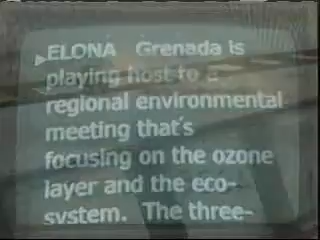 ELONA Grenada is
playing host to a
regional environmental
meeting that's
focusing on the ozone
layer and the eco-
system. The three-